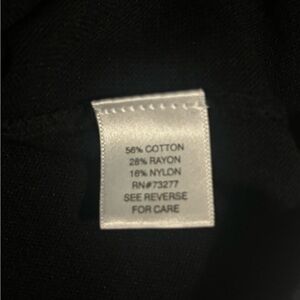 56% COTTON
28% RAYON
16% NYLON
RN#73277
SEE REVERSE
FOR CARE